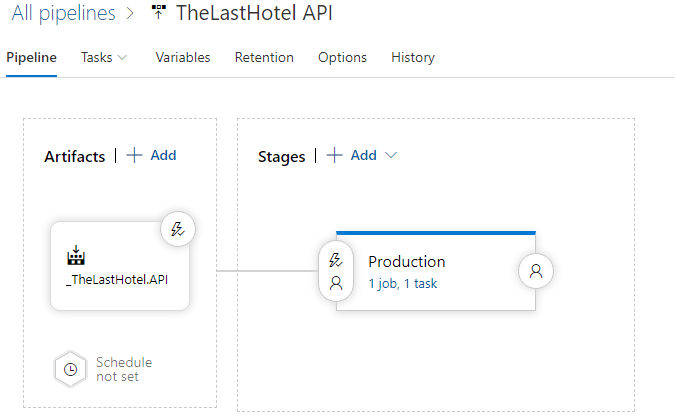 All pipelines > TheLastHotel API
Pipeline Tasks Variables Retention Options History
Artifacts | + Add
Stages | + Add
_TheLastHotel.API
Production
1 job, 1 task
Schedule
not set